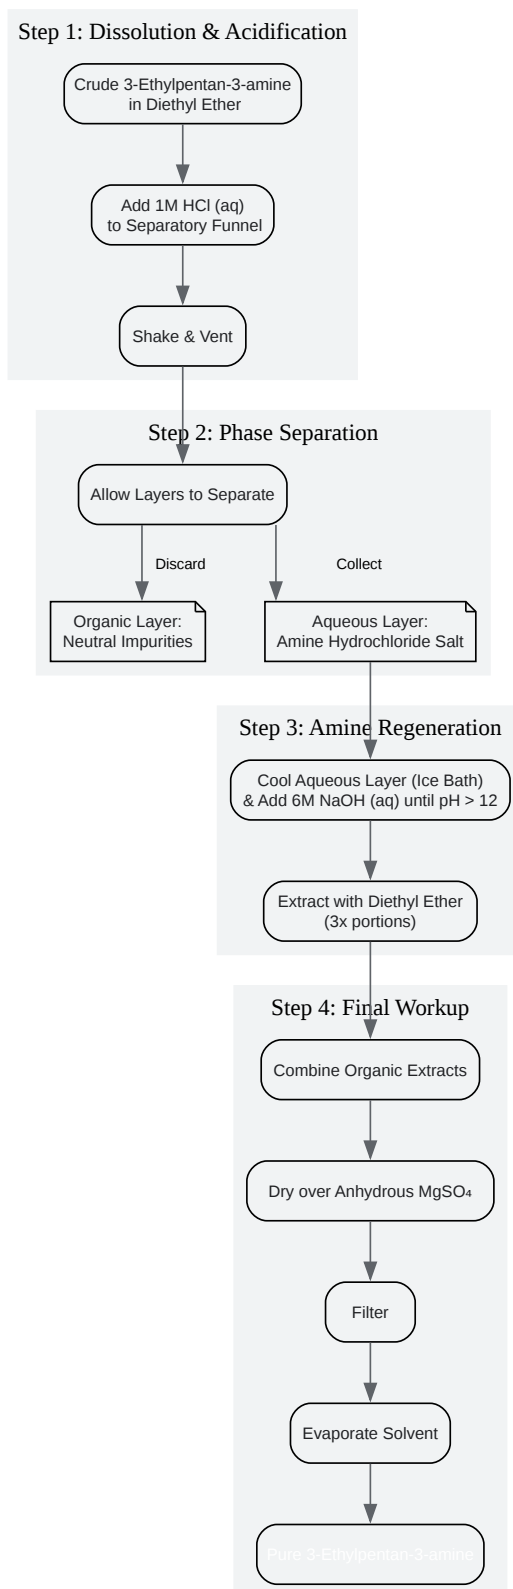 Step 1: Dissolution & Acidification
Crude 3-Ethylpentan-3-amine
in Diethyl Ether
Add 1M HCl (aq)
to Separatory Funnel
Shake & Vent
Step 2: Phase Separation
Allow Layers to Separate
Discard
Collect
Organic Layer:
Neutral Impurities
Aqueous Layer:
Amine Hydrochloride Salt
Step 3: Amine Regeneration
Cool Aqueous Layer (Ice Bath)
& Add 6M NaOH (aq) until pH > 12
Extract with Diethyl Ether
(3x portions)
Step 4: Final Workup
Combine Organic Extracts
Dry over Anhydrous MgSO₄
Filter
Evaporate Solvent
Pure 3-Ethylpentan-3-amine